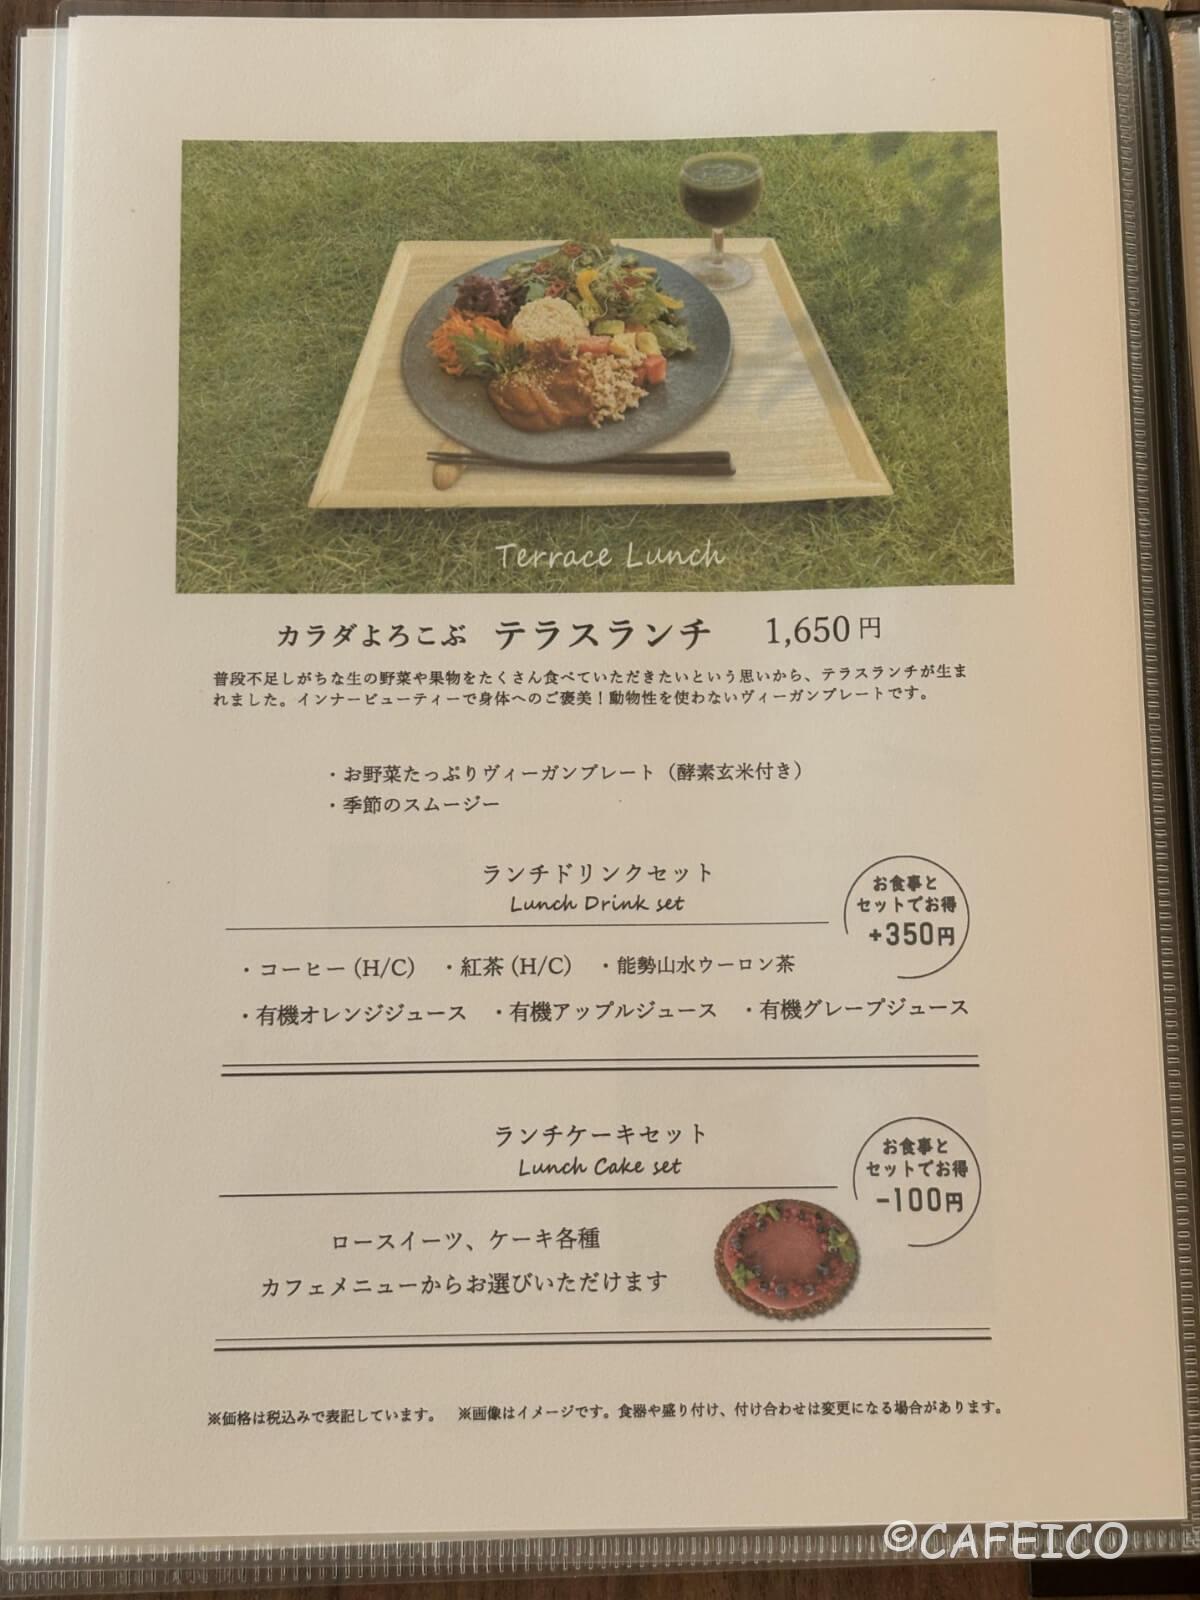 Terrace Lunch
カラダよろこぶ テラスランチ 1,650円
普段不足しがちな生の野菜や果物をたくさん食べていただきたいという思いから、テラスランチが生ま
れました。インナービューティーで身体へのご褒美！動物性を使わないヴィーガンプレートです。
・お野菜たっぷりヴィーガンプレート（酵素玄米付き）
・季節のスムージー
ランチドリンクセット
Lunch Drink set
お食事と
セットでお得
+350円
・コーヒー (H/C) ・紅茶 (H/C) ・能勢山水ウーロン茶
・有機オレンジジュース ・有機アップルジュース ・有機グレープジュース
ランチケーキセット
Lunch Cake set
お食事と
セットでお得
-100円
ロースイーツ、ケーキ各種
カフェメニューからお選びいただけます
※価格は税込みで表記しています。 ※画像はイメージです。食器や盛り付け、付け合わせは変更になる場合があります。
©CAFEICO